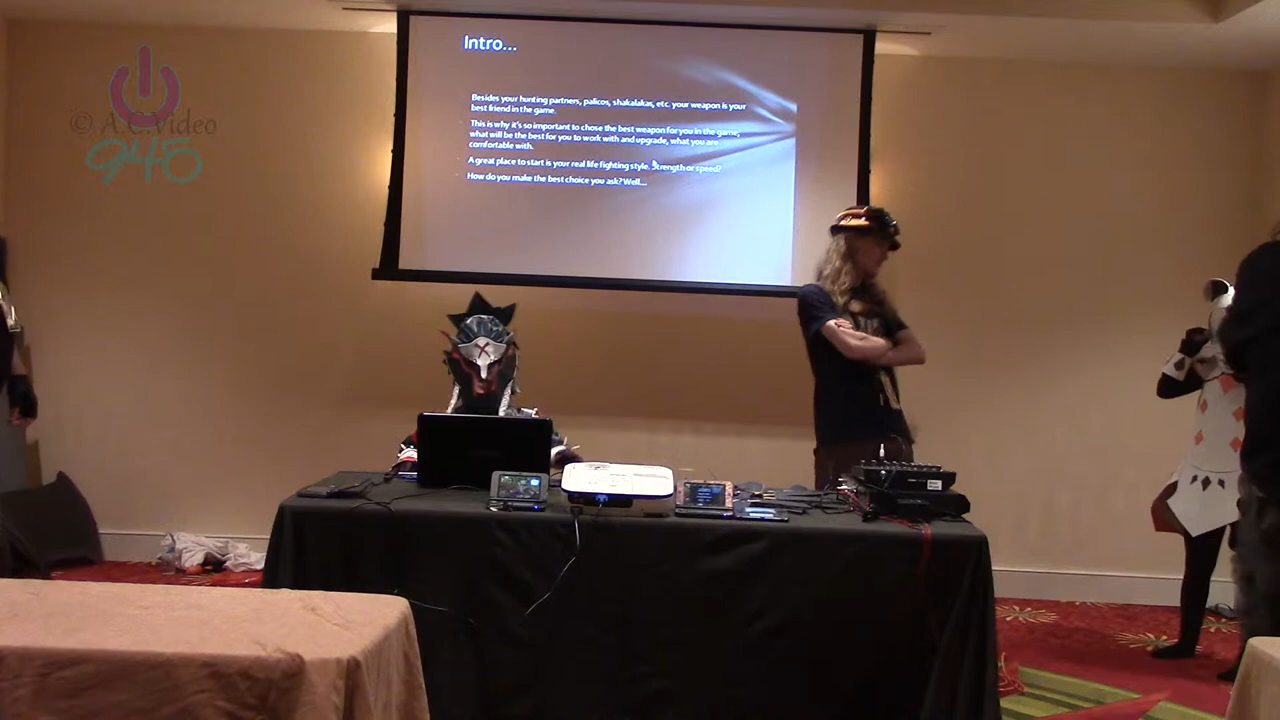 Intro...
Besides your hunting partners, palicos, shakalakas, etc. your weapon is your
best friend in the game.
This is why it's so important to chose the best weapon for you in the game,
what will be the best for you to work with and upgrade, what you are
comfortable with.
A great place to start is your real life fighting style. Strength or speed?
How do you make the best choice you ask? Well....
© A.C.Video
945